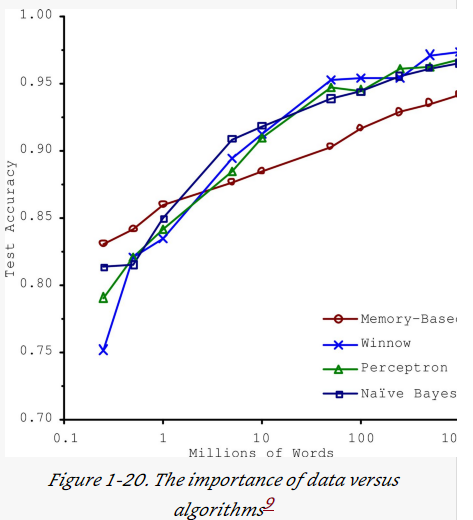 1.00
0.95
0.90
0.85
0.80
0.75
0.70
Test Accuracy
0.1 1 10 100 10
Millions of Words
Memory-Base
Winnow
Perceptron
Naïve Bayes
Figure 1-20. The importance of data versus
algorithms9